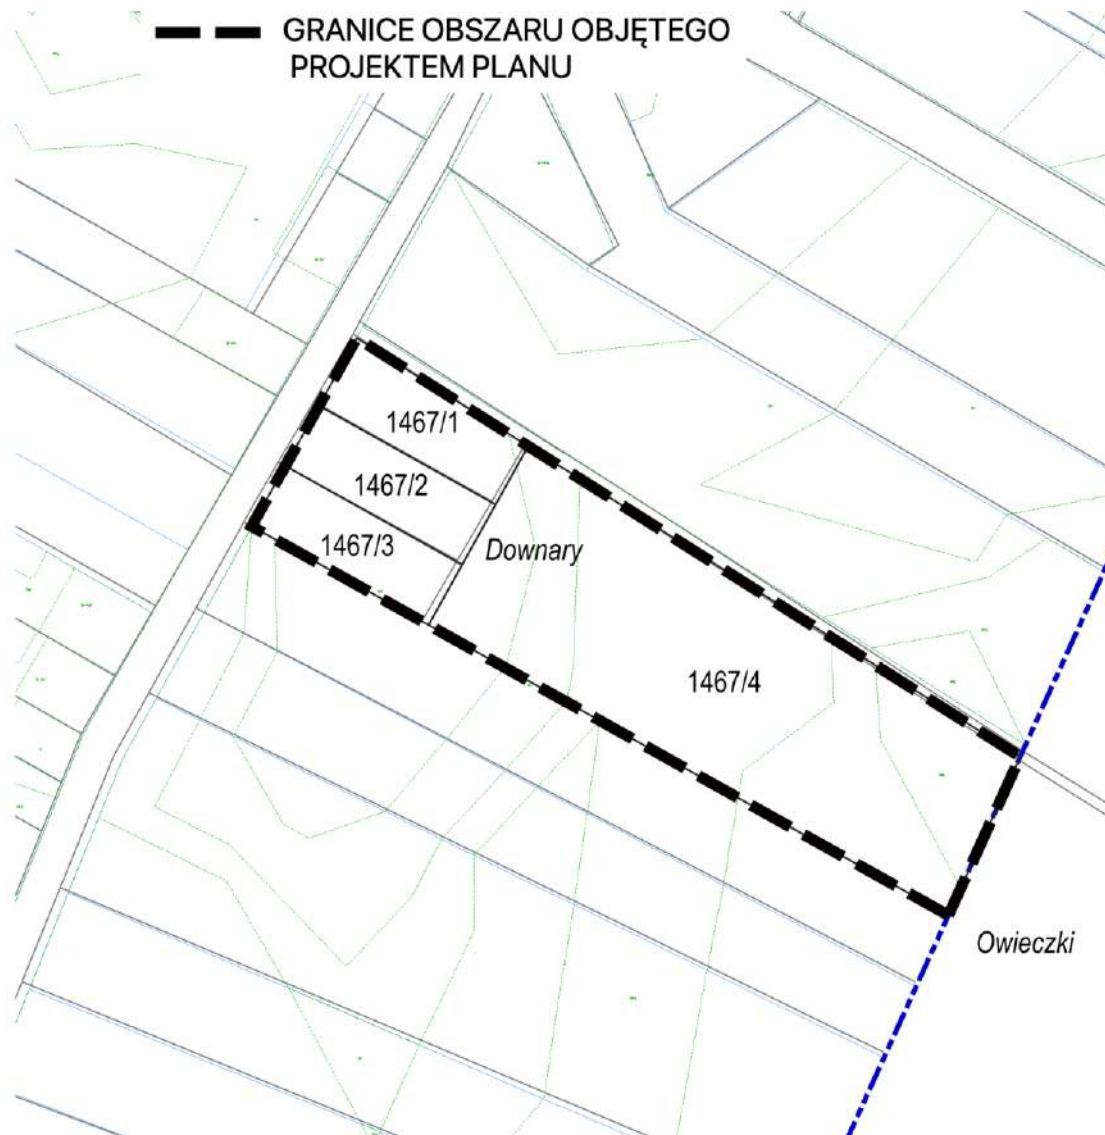 GRANICE OBSZARU OBJĘTEGO
PROJEKTEM PLANU
1467/1
1467/2
1467/3
Downary
1467/4
Owieczki